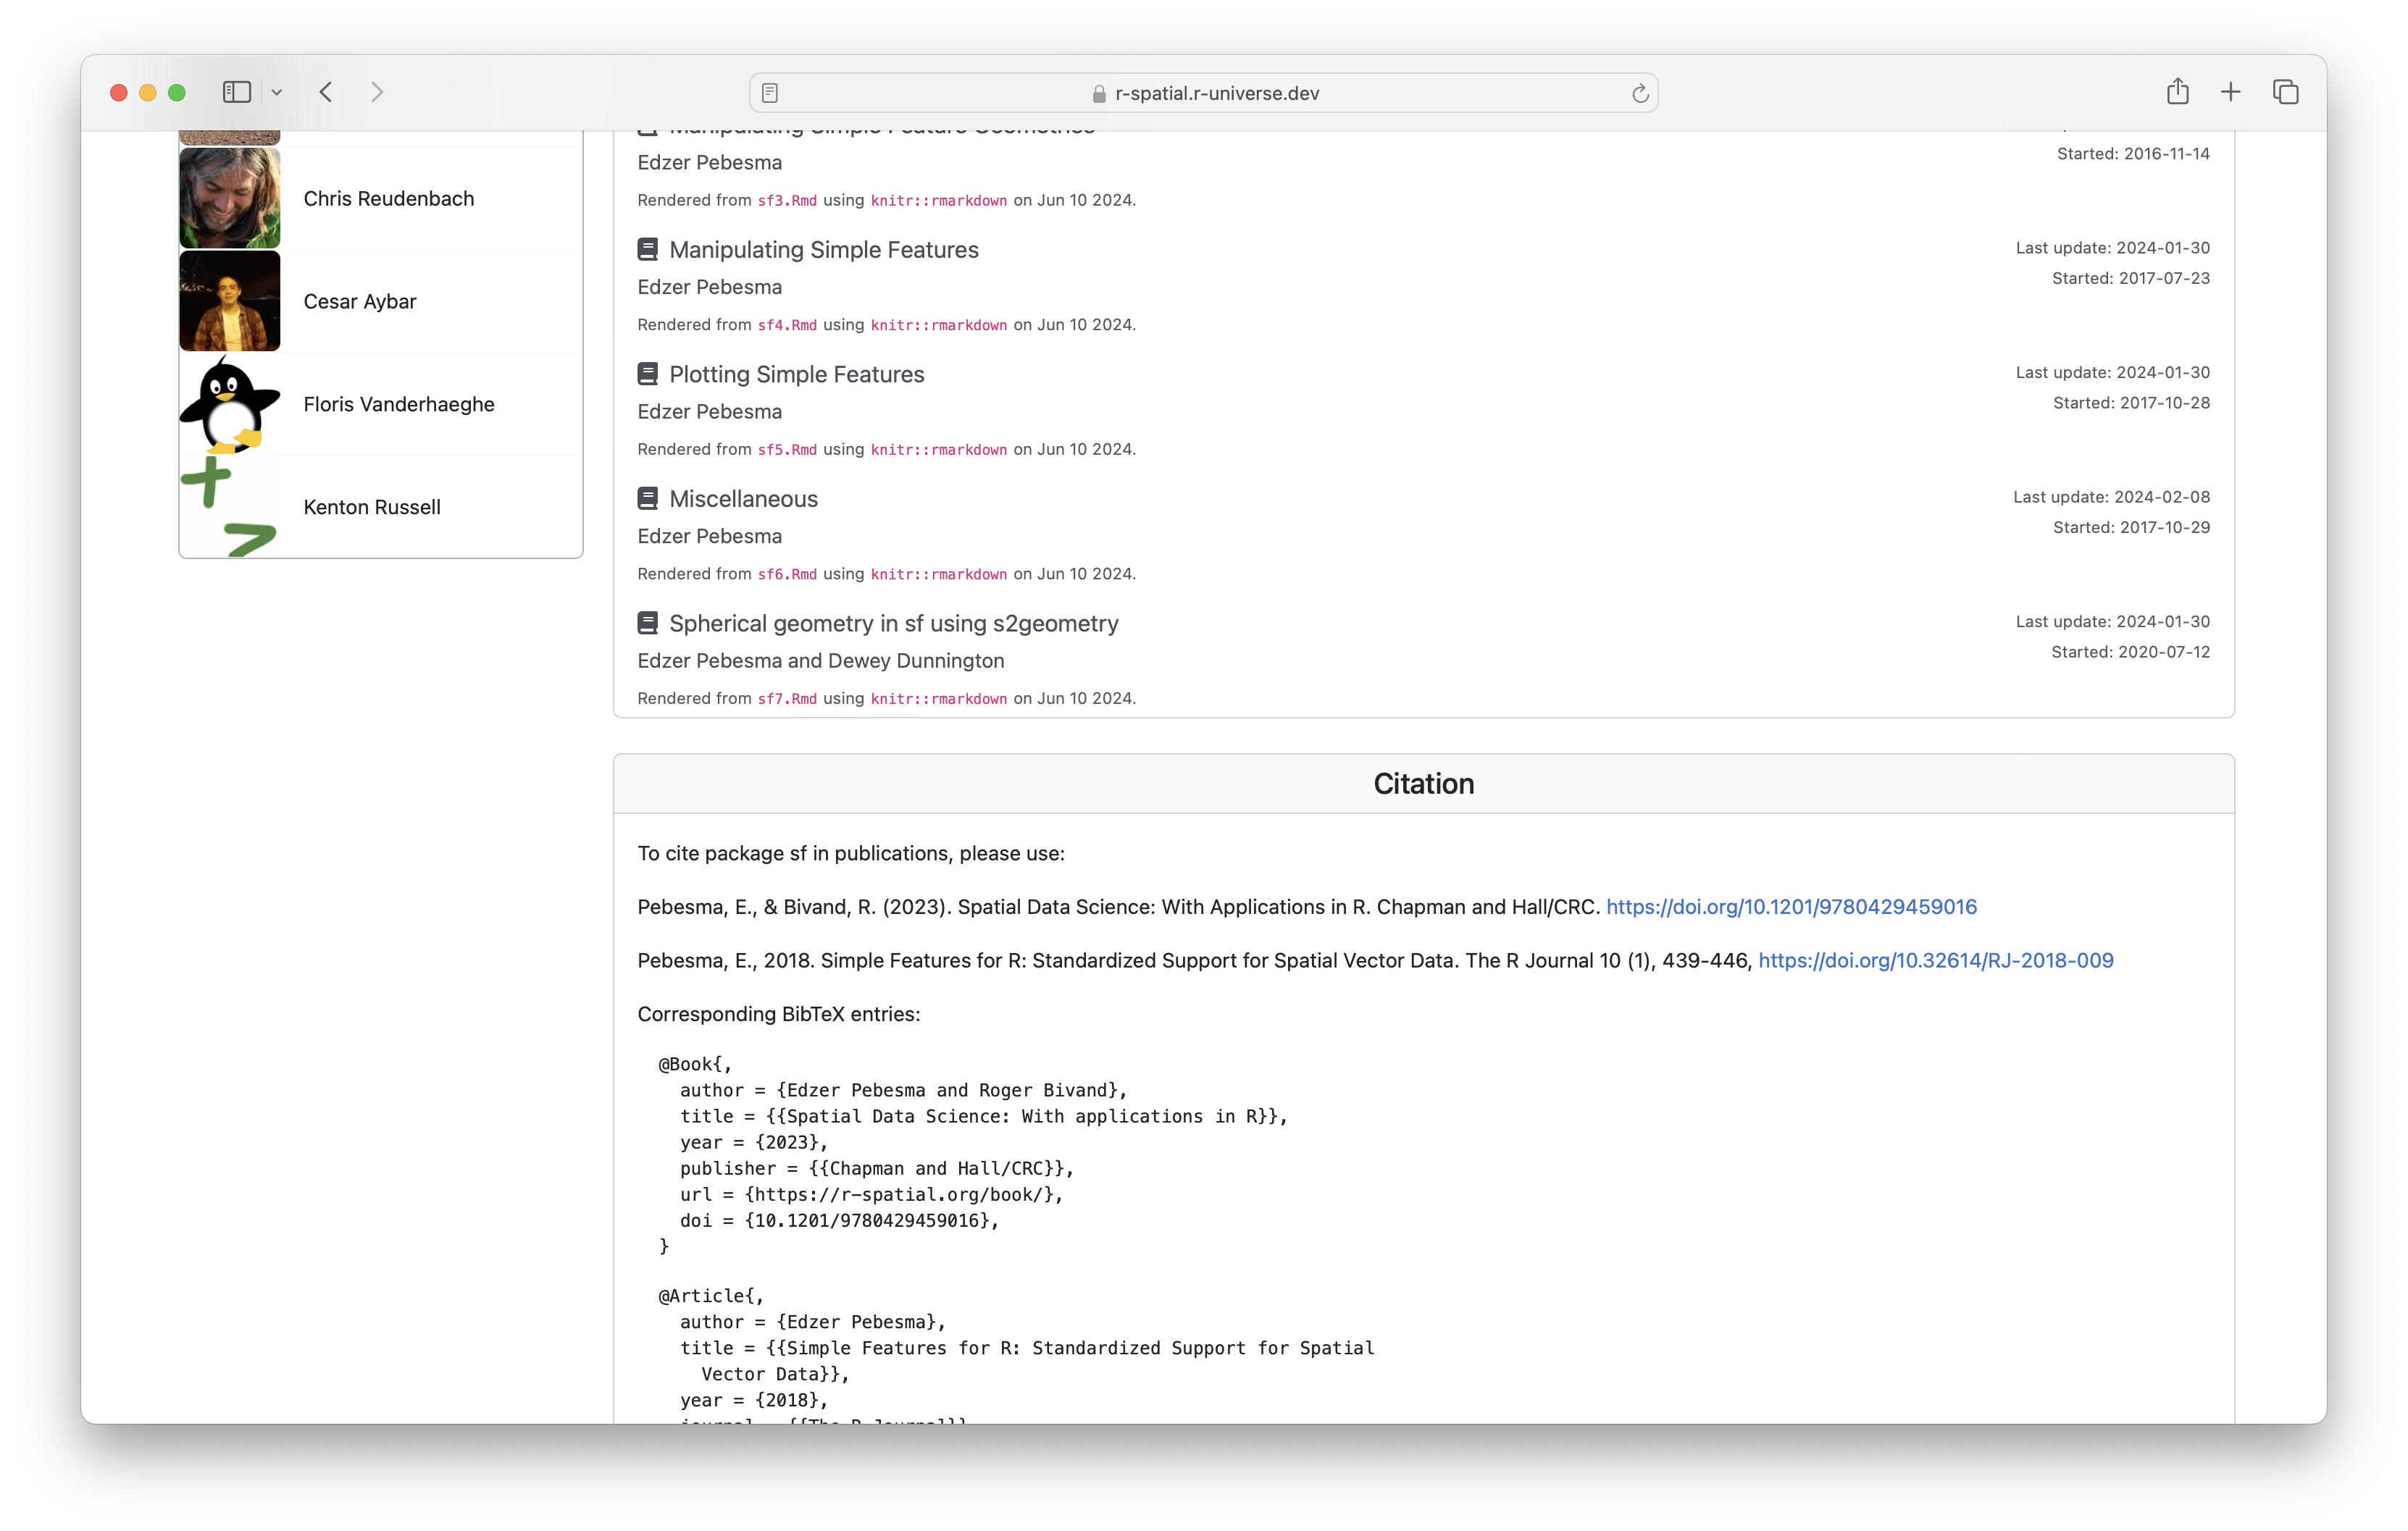 r-spatial.r-universe.dev
Chris Reudenbach
Cesar Aybar
Floris Vanderhaeghe
Kenton Russell
Manipulating Simple Feature Geometries
Started: 2016-11-14
Edzer Pebesma
Rendered from sf3.Rmd using knitr::rmarkdown on Jun 10 2024.
Manipulating Simple Features
Last update: 2024-01-30
Edzer Pebesma
Started: 2017-07-23
Rendered from sf4.Rmd using knitr::rmarkdown on Jun 10 2024.
Plotting Simple Features
Last update: 2024-01-30
Edzer Pebesma
Started: 2017-10-28
Rendered from sf5.Rmd using knitr::rmarkdown on Jun 10 2024.
Miscellaneous
Last update: 2024-02-08
Edzer Pebesma
Started: 2017-10-29
Rendered from sf6.Rmd using knitr::rmarkdown on Jun 10 2024.
Spherical geometry in sf using s2geometry
Last update: 2024-01-30
Edzer Pebesma and Dewey Dunnington
Started: 2020-07-12
Rendered from sf7.Rmd using knitr::rmarkdown on Jun 10 2024.
Citation
To cite package sf in publications, please use:
Pebesma, E., & Bivand, R. (2023). Spatial Data Science: With Applications in R. Chapman and Hall/CRC. https://doi.org/10.1201/9780429459016
Pebesma, E., 2018. Simple Features for R: Standardized Support for Spatial Vector Data. The R Journal 10 (1), 439-446, https://doi.org/10.32614/RJ-2018-009
Corresponding BibTeX entries:
@Book{,
author = {Edzer Pebesma and Roger Bivand},
title = {{Spatial Data Science: With applications in R}},
year = {2023},
publisher = {{Chapman and Hall/CRC}},
url = {https://r-spatial.org/book/},
doi = {10.1201/9780429459016},
}
@Article{,
author = {Edzer Pebesma},
title = {{Simple Features for R: Standardized Support for Spatial
Vector Data}},
year = {2018},
journal = {{The R Journal}},